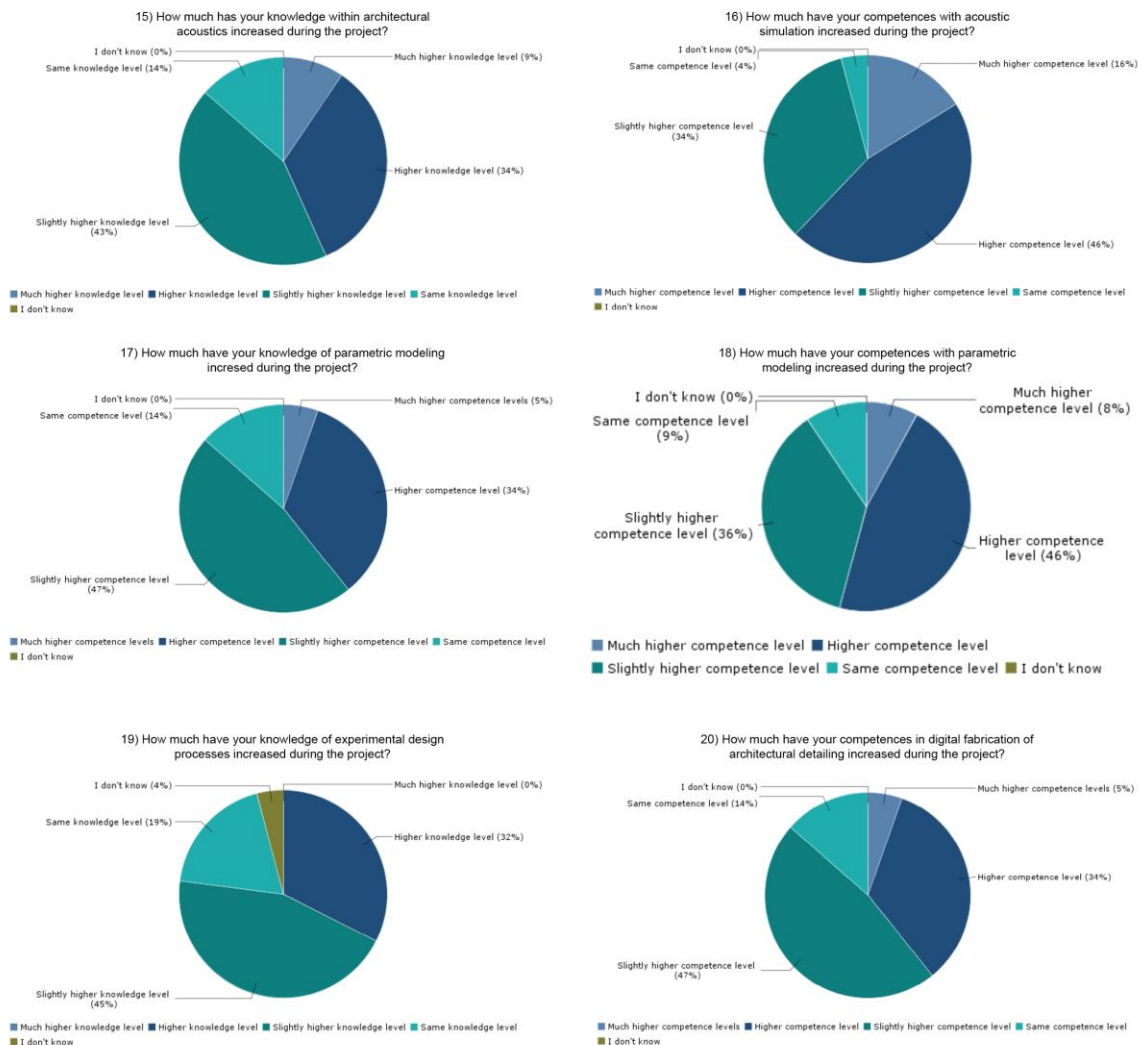 15) How much has your knowledge within architectural
acoustics increased during the project?
I don't know (0%)
Same knowledge level (14%)
Much higher knowledge level (9%)
Higher knowledge level (34%)
Slightly higher knowledge level
(43%)
Much higher knowledge level Higher knowledge level Slightly higher knowledge level Same knowledge level
I don't know
16) How much have your competences with acoustic
simulation increased during the project?
I don't know (0%)
Same competence level (4%)
Much higher competence level (16%)
Slightly higher competence level
(34%)
Higher competence level (46%)
Much higher competence level Higher competence level Slightly higher competence level Same competence level
I don't know
17) How much have your knowledge of parametric modeling
incresed during the project?
I don't know (0%)
Same competence level (14%)
Much higher competence levels (5%)
Higher competence level (34%)
Slightly higher competence level
(47%)
Much higher competence levels Higher competence level Slightly higher competence level Same competence level
I don't know
18) How much have your competences with parametric
modeling increased during the project?
I don't know (0%)
Same competence level
(9%)
Much higher
competence level (8%)
Slightly higher
competence level (36%)
Higher competence
level (46%)
Much higher competence level Higher competence level
Slightly higher competence level Same competence level I don't know
19) How much have your knowledge of experimental design
processes increased during the project?
I don't know (4%)
Same knowledge level (19%)
Much higher knowledge level (0%)
Higher knowledge level (32%)
Slightly higher knowledge level
(45%)
Much higher knowledge level Higher knowledge level Slightly higher knowledge level Same knowledge level
I don't know
20) How much have your competences in digital fabrication of
architectural detailing increased during the project?
I don't know (0%)
Same competence level (14%)
Much higher competence levels (5%)
Higher competence level (34%)
Slightly higher competence level
(47%)
Much higher competence levels Higher competence level Slightly higher competence level Same competence level
I don't know